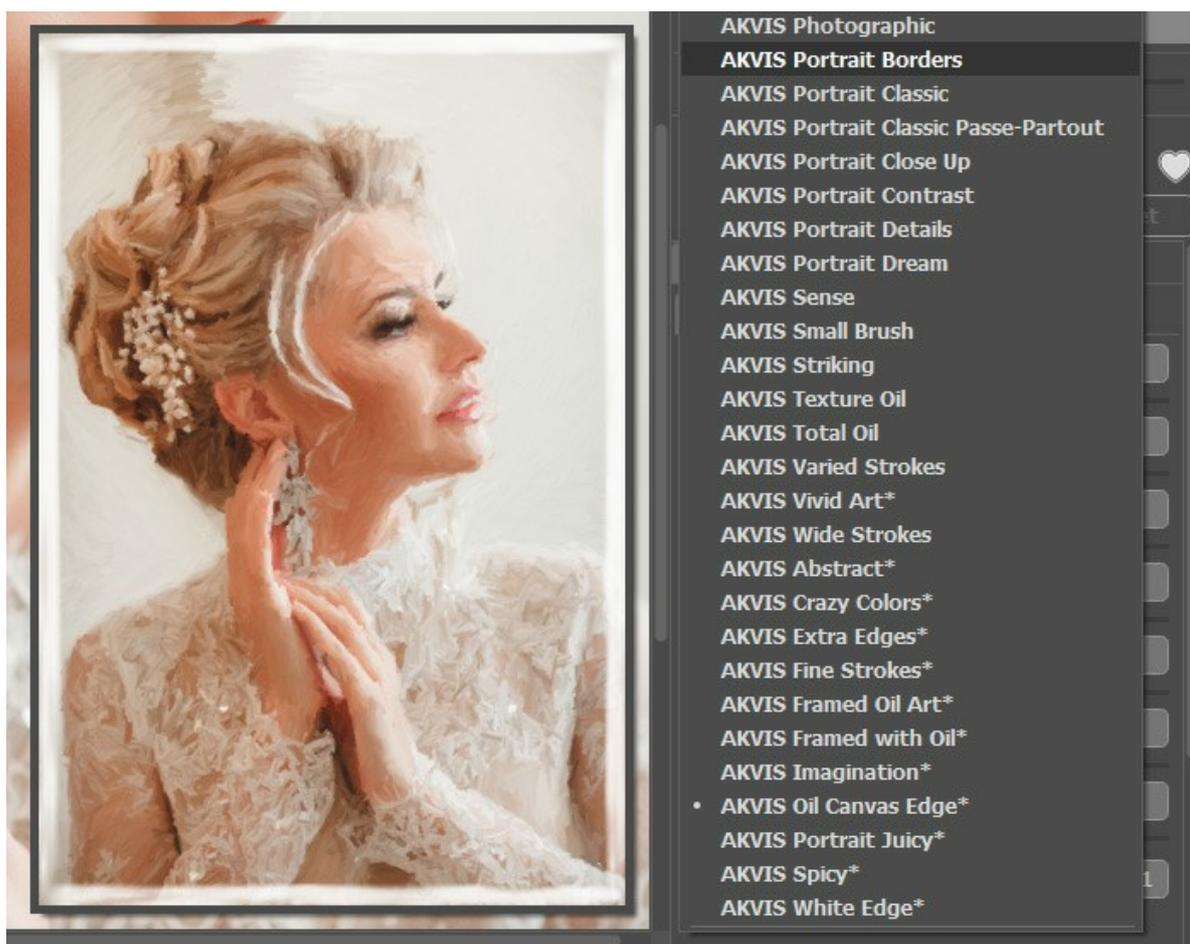 AKVIS Photographic
AKVIS Portrait Borders
AKVIS Portrait Classic
AKVIS Portrait Classic Passe-Partout
AKVIS Portrait Close Up
AKVIS Portrait Contrast
AKVIS Portrait Details
AKVIS Portrait Dream
AKVIS Sense
AKVIS Small Brush
AKVIS Striking
AKVIS Texture Oil
AKVIS Total Oil
AKVIS Varied Strokes
AKVIS Vivid Art*
AKVIS Wide Strokes
AKVIS Abstract*
AKVIS Crazy Colors*
AKVIS Extra Edges*
AKVIS Fine Strokes*
AKVIS Framed Oil Art*
AKVIS Framed with Oil*
AKVIS Imagination*
• AKVIS Oil Canvas Edge*
AKVIS Portrait Juicy*
AKVIS Spicy*
AKVIS White Edge*